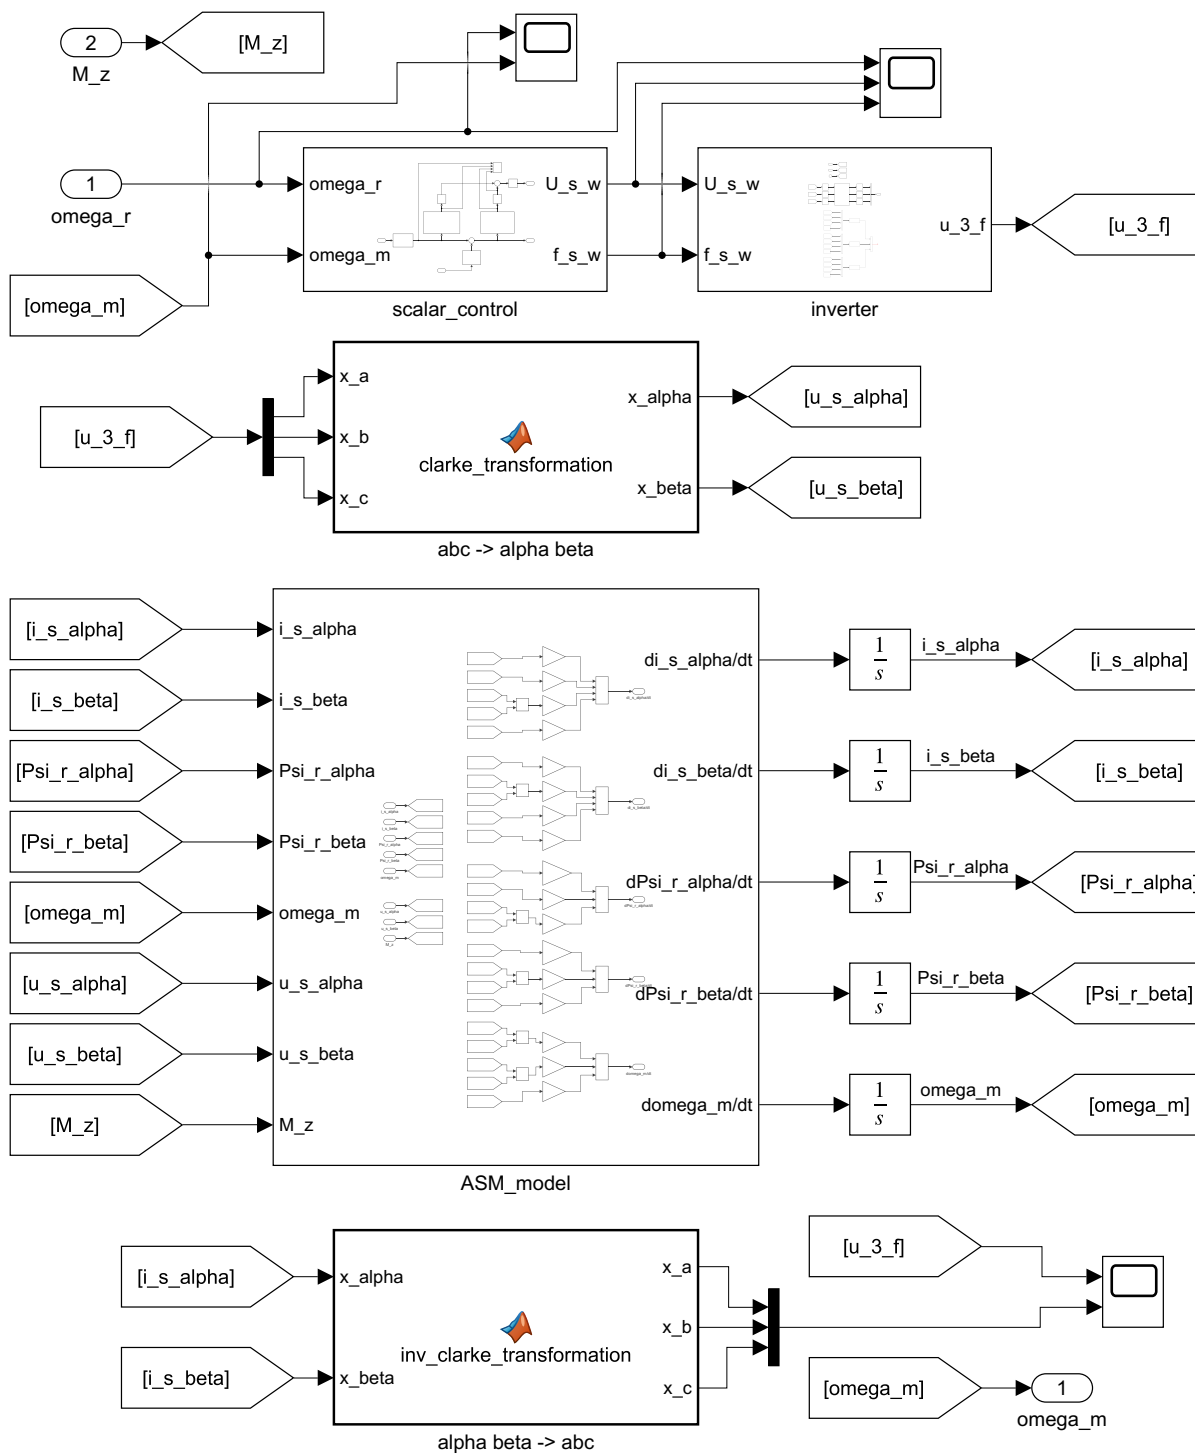 2
[M_z]
M_z
1
omega_r
omega_r
U_s_w
omega_m
f_s_w
scalar_control
U_s_w
u_3_f
f_s_w
inverter
[u_3_f]
[omega_m]
[u_3_f]
x_a
x_b
x_c
x_alpha
x_beta
clarke_transformation
abc -> alpha beta
[u_s_alpha]
[u_s_beta]
[i_s_alpha]
[i_s_beta]
[Psi_r_alpha]
[Psi_r_beta]
[omega_m]
[u_s_alpha]
[u_s_beta]
[M_z]
i_s_alpha
i_s_beta
Psi_r_alpha
Psi_r_beta
omega_m
u_s_alpha
u_s_beta
M_z
di_s_alpha/dt
di_s_beta/dt
dPsi_r_alpha/dt
dPsi_r_beta/dt
domega_m/dt
ASM_model
1
s
i_s_alpha
[i_s_alpha]
1
s
i_s_beta
[i_s_beta]
1
s
Psi_r_alpha
[Psi_r_alpha]
1
s
Psi_r_beta
[Psi_r_beta]
1
s
omega_m
[omega_m]
[i_s_alpha]
[i_s_beta]
x_alpha
x_beta
x_a
x_b
x_c
inv_clarke_transformation
alpha beta -> abc
[u_3_f]
[omega_m]
1
omega_m